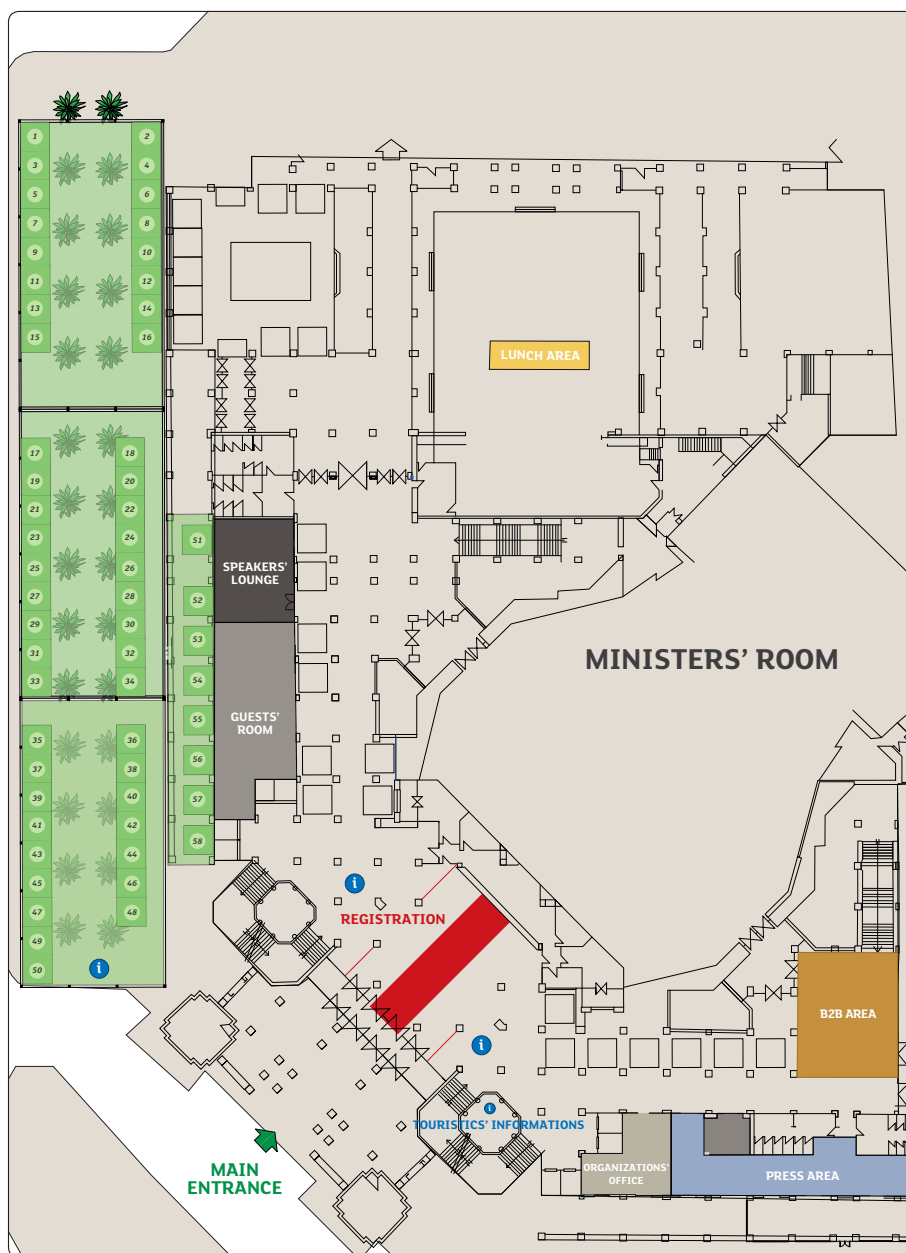 1 2
3 4
5 6
7 8
9 10
11 12
13 14
15 16
LUNCH AREA
17 18
19 20
21 22
23 24
25 26
27 28
29 30
31 32
33 34
51
52
53
54
55
56
57
58
SPEAKERS'
LOUNGE
GUESTS'
ROOM
MINISTERS' ROOM
35 36
37 38
39 40
41 42
43 44
45 46
47 48
49
50
i
i
REGISTRATION
i
B2B AREA
i
TOURISTICS' INFORMATIONS
MAIN
ENTRANCE
ORGANIZATIONS'
OFFICE
PRESS AREA